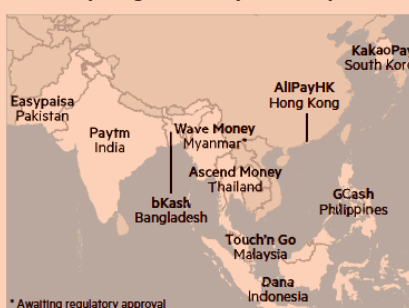 KakaoPay
South Kore
AliPayHK
Hong Kong
Easypaisa
Pakistan
Paytm
India
Wave Money
Myanmar*
Ascend Money
Thailand
bKash
Bangladesh
GCash
Philippines
Touch'n Go
Malaysia
Dana
Indonesia
* Awaiting regulatory approval